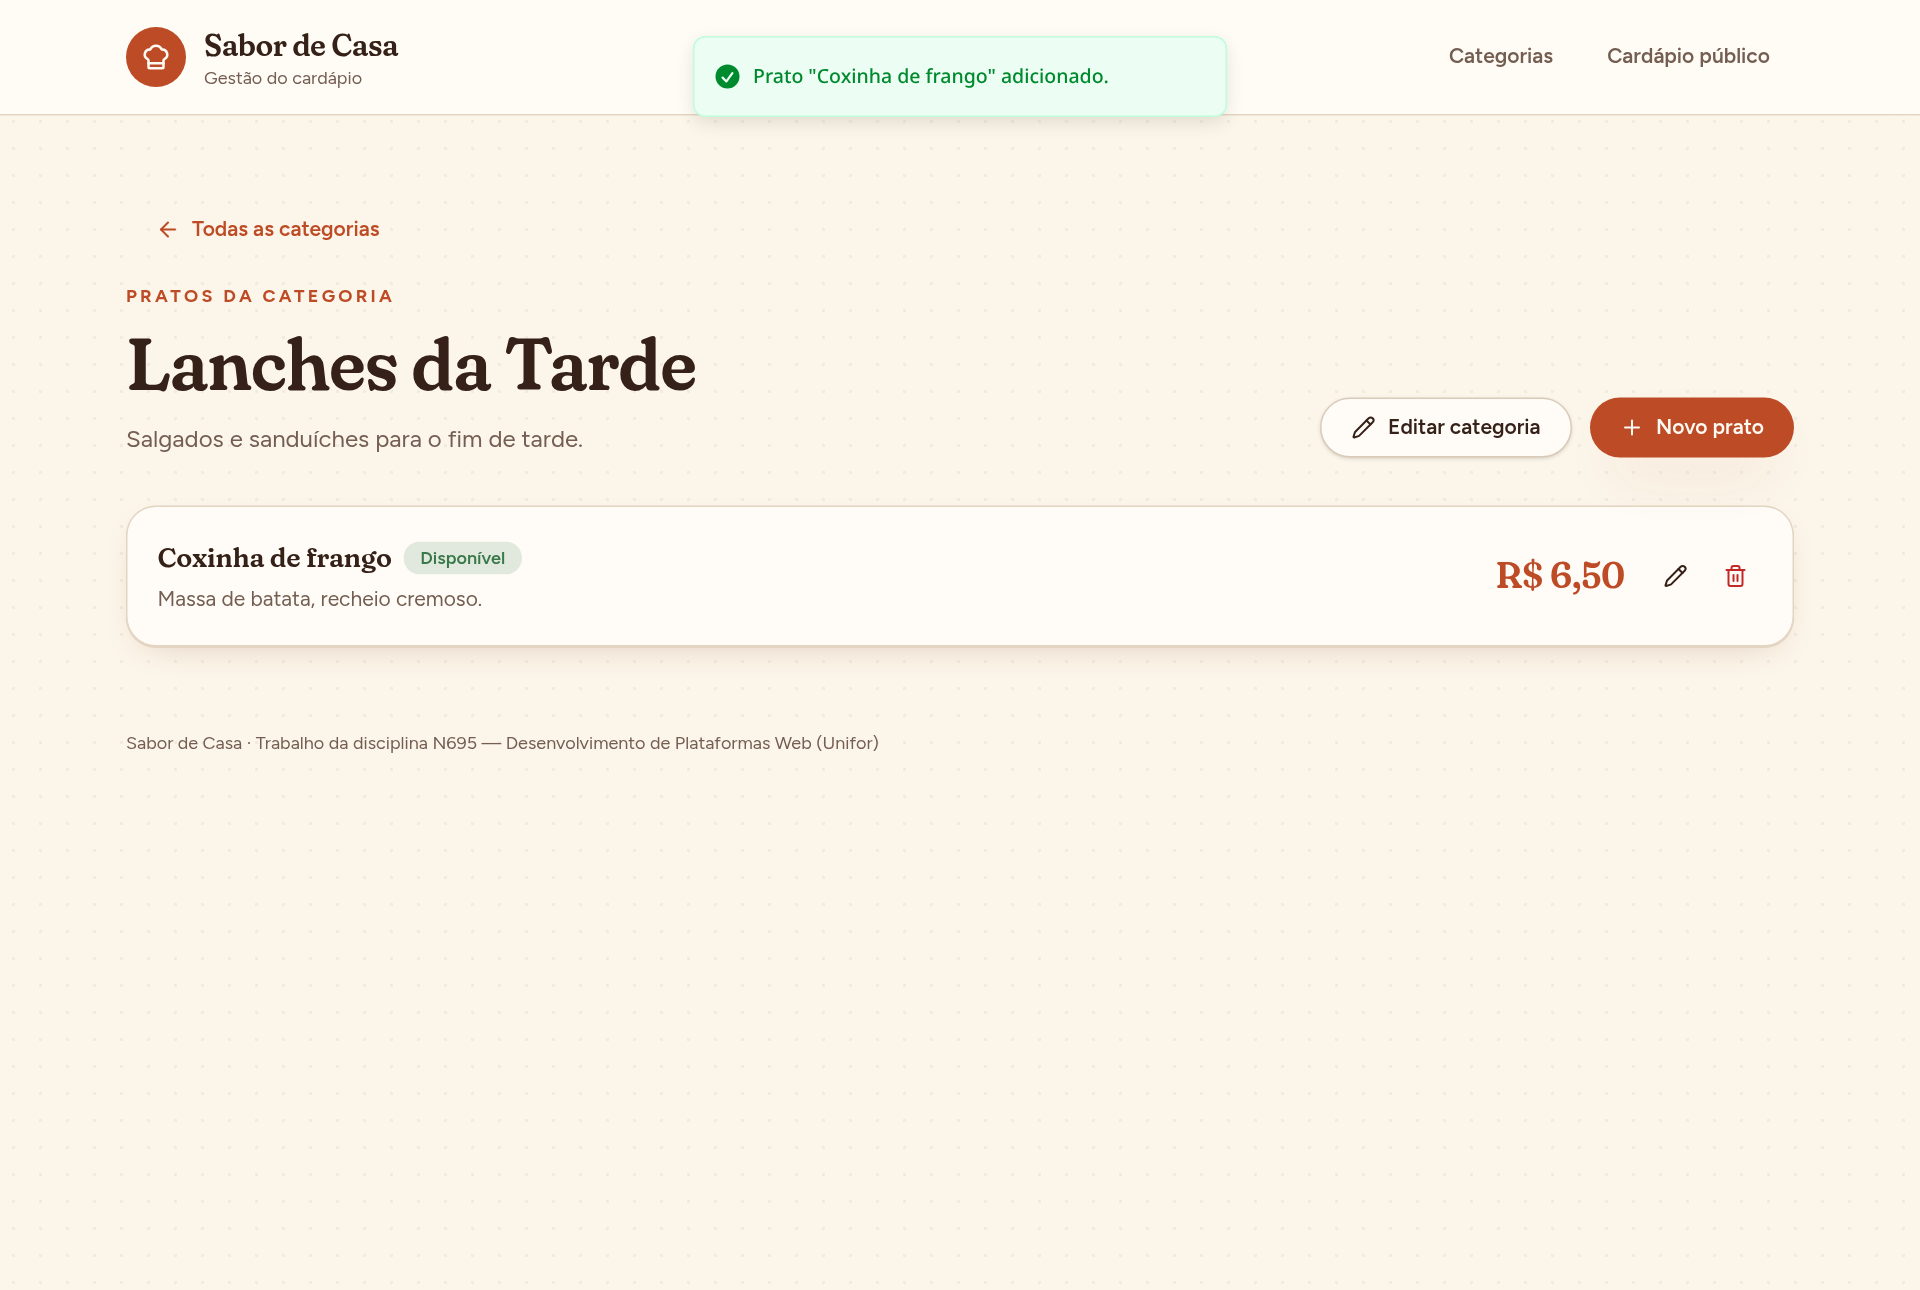 Sabor de Casa
Gestão do cardápio
Prato "Coxinha de frango" adicionado.
Categorias
Cardápio público
Todas as categorias
PRATOS DA CATEGORIA
Lanches da Tarde
Salgados e sanduíches para o fim de tarde.
Editar categoria
Novo prato
Coxinha de frango
Disponível
Massa de batata, recheio cremoso.
R$ 6,50
Sabor de Casa · Trabalho da disciplina N695 — Desenvolvimento de Plataformas Web (Unifor)